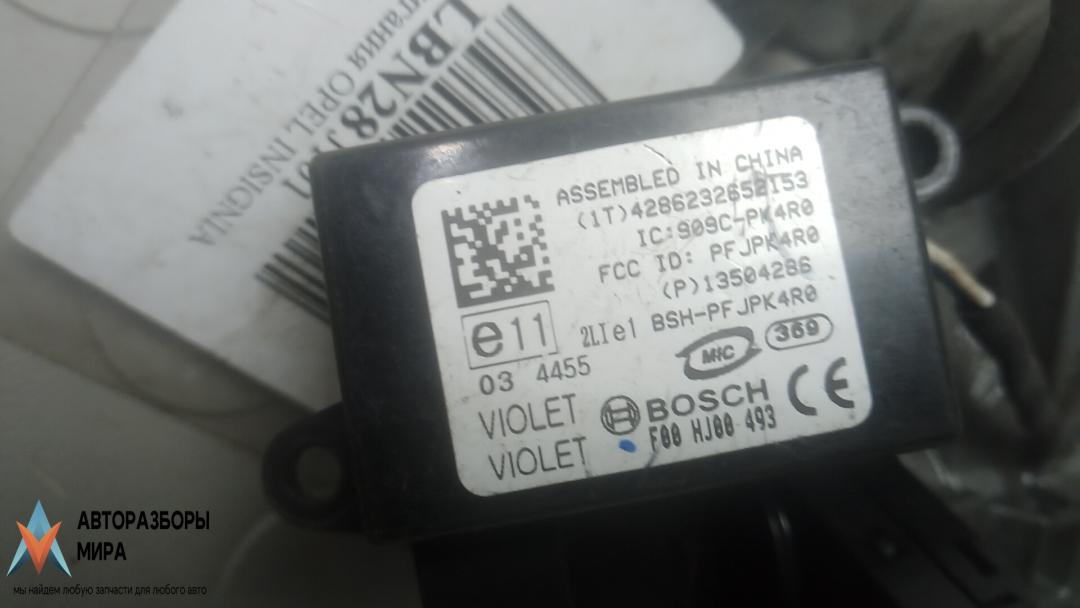 OPEL INSIGNIA
ASSEMBLED IN CHINA
(1T)4286232652153
IC:909C-PK4R0
FCC ID: PFJPK4R0
(P)13504286
e11 2LIe1 BSH-PFJPK4R0
03 4455 MIC 369
VIOLET BOSCH CE
VIOLET F00 HJ00 493
АВТОРАЗБОРЫ
МИРА
мы найдем любую запчасти для любого авто